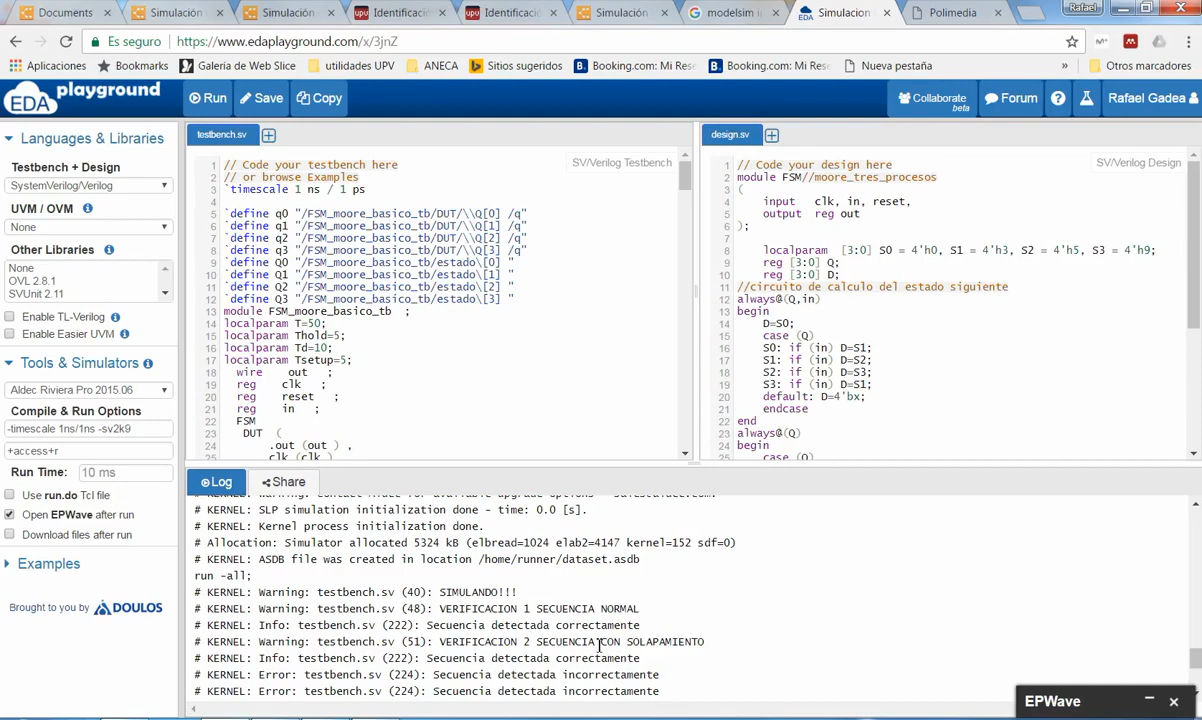 Documents
Simulación
Simulación
Identificació
Identificació
Simulación
modelsim i
Simulacion
Polimedia
Rafael
Es seguro
https://www.edaplayground.com/x/3jnZ
Aplicaciones
Bookmarks
Galería de Web Slice
utilidades UPV
ANECA
Sitios sugeridos
Booking.com: Mi Rese
Booking.com: Mi Rese
Nueva pestaña
»
Otros marcadores
EDA playground
Run
Save
Copy
Collaborate
beta
Forum
Rafael Gadea
Languages & Libraries
Testbench + Design
SystemVerilog/Verilog
UVM / OVM
None
Other Libraries
None
OVL 2.8.1
SVUnit 2.11
Enable TL-Verilog
Enable Easier UVM
Tools & Simulators
Aldec Riviera Pro 2015.06
Compile & Run Options
-timescale 1ns/1ns -sv2k9
+access+r
Run Time: 10 ms
Use run.do Tcl file
Open EPWave after run
Download files after run
Examples
Brought to you by DOULOS
testbench.sv
SV/Verilog Testbench
1 // Code your testbench here
2 // or browse Examples
3 `timescale 1 ns / 1 ps
4
5 `define q0 "/FSM_moore_basico_tb/DUT/\\Q[0] /q"
6 `define q1 "/FSM_moore_basico_tb/DUT/\\Q[1] /q"
7 `define q2 "/FSM_moore_basico_tb/DUT/\\Q[2] /q"
8 `define q3 "/FSM_moore_basico_tb/DUT/\\Q[3] /q"
9 `define Q0 "/FSM_moore_basico_tb/estado\[0] "
10 `define Q1 "/FSM_moore_basico_tb/estado\[1] "
11 `define Q2 "/FSM_moore_basico_tb/estado\[2] "
12 `define Q3 "/FSM_moore_basico_tb/estado\[3] "
13 module FSM_moore_basico_tb ;
14 localparam T=50;
15 localparam Thold=5;
16 localparam Td=10;
17 localparam Tsetup=5;
18 wire out ;
19 reg clk ;
20 reg reset ;
21 reg in ;
22 FSM
23 DUT (
24 .out (out ) ,
clk (clk )
design.sv
SV/Verilog Design
1 // Code your design here
2 module FSM//moore_tres_procesos
3 (
4 input clk, in, reset,
5 output reg out
6 );
7
8 localparam [3:0] S0 = 4'h0, S1 = 4'h3, S2 = 4'h5, S3 = 4'h9;
9 reg [3:0] Q;
10 reg [3:0] D;
11 //circuito de calculo del estado siguiente
12 always@(Q,in)
13 begin
14 D=S0;
15 case (Q)
16 S0: if (in) D=S1;
17 S1: if (in) D=S2;
18 S2: if (in) D=S3;
19 S3: if (in) D=S1;
20 default: D=4'bx;
21 endcase
22 end
23 always@(Q)
24 begin
25 case (Q)
Log
Share
# KERNEL: SLP simulation initialization done - time: 0.0 [s].
# KERNEL: Kernel process initialization done.
# Allocation: Simulator allocated 5324 kB (elbread=1024 elab2=4147 kernel=152 sdf=0)
# KERNEL: ASDB file was created in location /home/runner/dataset.asdb
run -all;
# KERNEL: Warning: testbench.sv (40): SIMULANDO!!!
# KERNEL: Warning: testbench.sv (48): VERIFICACION 1 SECUENCIA NORMAL
# KERNEL: Info: testbench.sv (222): Secuencia detectada correctamente
# KERNEL: Warning: testbench.sv (51): VERIFICACION 2 SECUENCIA CON SOLAPAMIENTO
# KERNEL: Info: testbench.sv (222): Secuencia detectada correctamente
# KERNEL: Error: testbench.sv (224): Secuencia detectada incorrectamente
# KERNEL: Error: testbench.sv (224): Secuencia detectada incorrectamente
EPWave